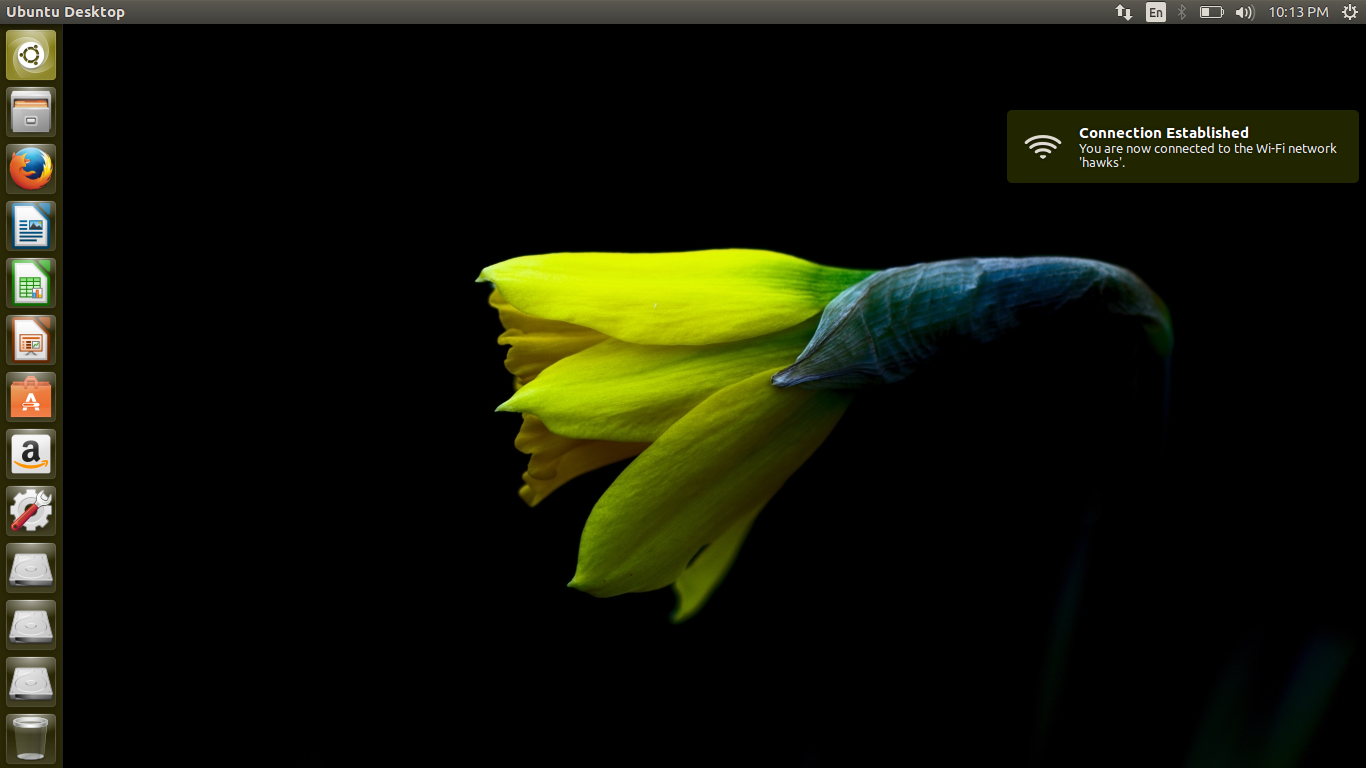 Ubuntu Desktop
En
10:13 PM
Connection Established
You are now connected to the Wi-Fi network
'hawks'.
A
a